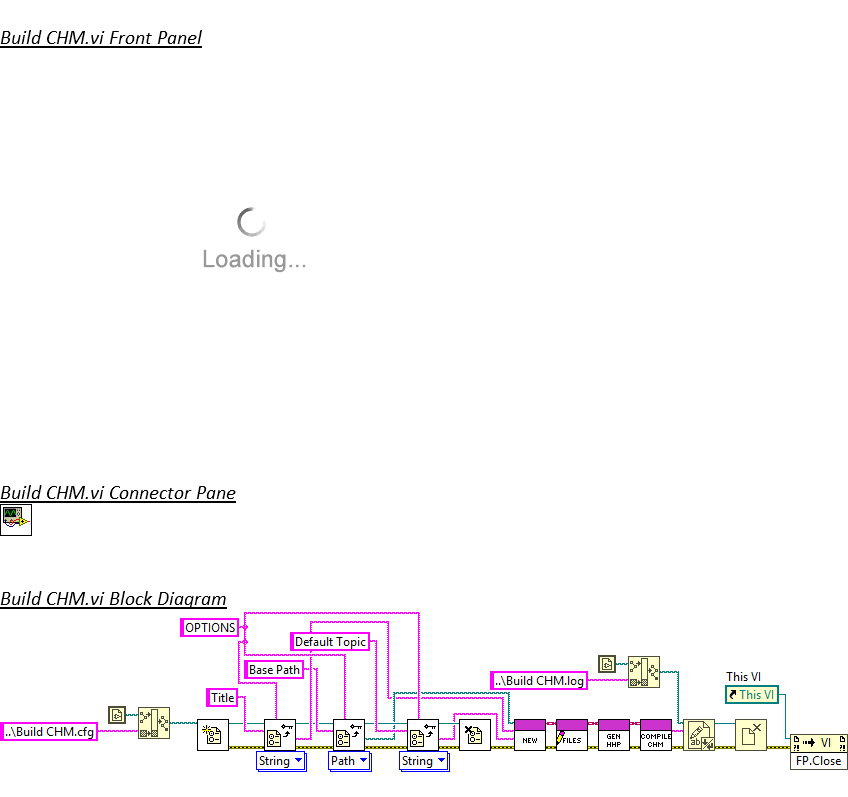 Build CHM.vi Front Panel
Loading...
Build CHM.vi Connector Pane
Build CHM.vi Block Diagram
OPTIONS
Default Topic
Base Path
..\Build CHM.log
This VI
This VI
Title
..\Build CHM.cfg
NEW
FILES
GEN
HHP
COMPILE
CHM
ab
VI
String
Path
String
FP.Close